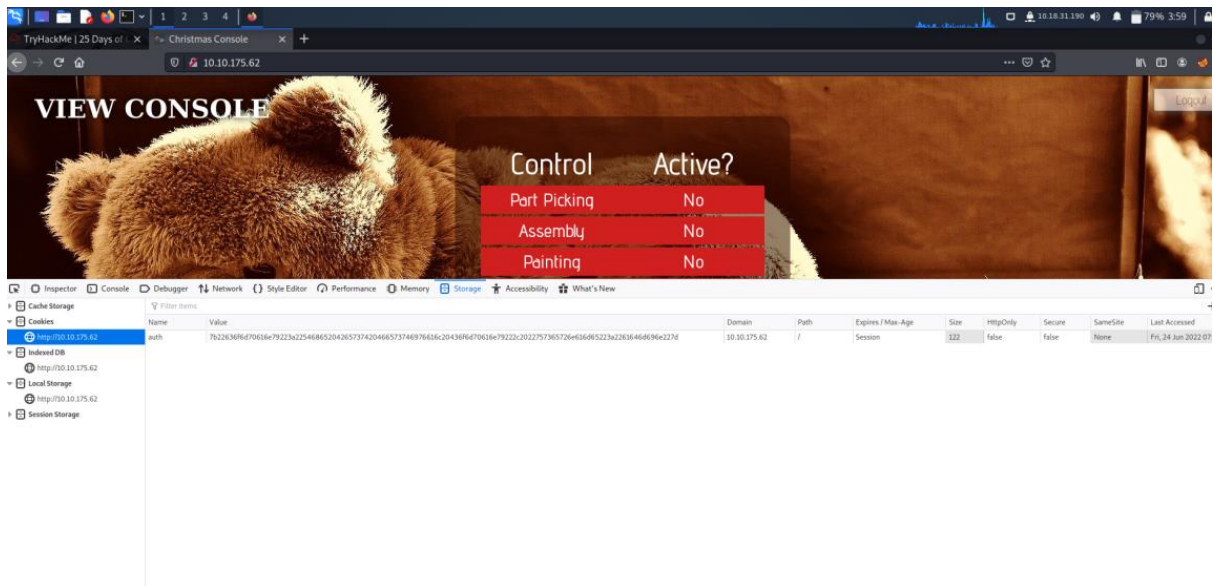 1 2 3 4 10.18.31.190 79% 3:59
TryHackMe | 25 Days of Christmas Console
10.10.175.62
VIEW CONSOLE
Logout
Control Active?
Part Picking No
Assembly No
Painting No
Inspector Console Debugger Network {} Style Editor Performance Memory Storage Accessibility What's New
Cache Storage
Cookies
http://10.10.175.62
Indexed DB
http://10.10.175.62
Local Storage
http://10.10.175.62
Session Storage
Filter Items
Name Value Domain Path Expires / Max-Age Size HttpOnly Secure SameSite Last Accessed
auth 7b22636f6d70616e79223a22546865204265737420466573746976616c20436f6d70616e79222c2022757365726e616d65223a2261646d696e227d 10.10.175.62 / Session 122 false false None Fri, 24 Jun 2022 07: